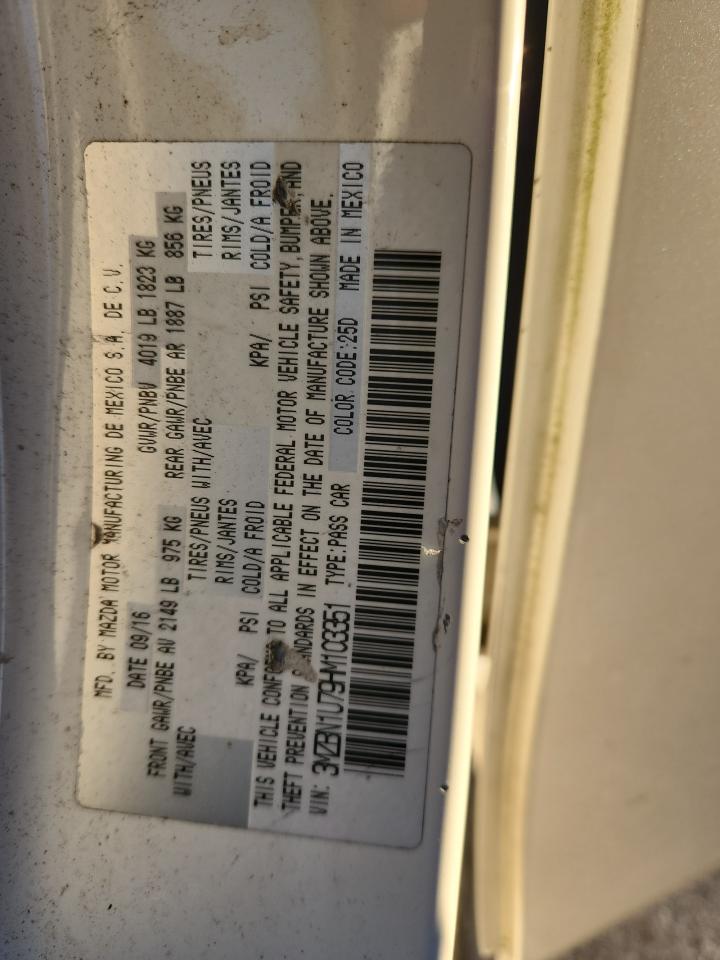 MFD. BY MAZDA MOTOR MANUFACTURING DE MEXICO S.A. DE C.V.
DATE 09/16 GVWR/PNBV 4019 LB 1823 KG
FRONT GAWR/PNBE AV 2149 LB 975 KG REAR GAWR/PNBE AR 1887 LB 856 KG
WITH/AVEC TIRES/PNEUS WITH/AVEC TIRES/PNEUS
RIMS/JANTES RIMS/JANTES
KPA/ PSI COLD/A FROID KPA/ PSI COLD/A FROID
THIS VEHICLE CONFORMS TO ALL APPLICABLE FEDERAL MOTOR VEHICLE SAFETY, BUMPER, AND
THEFT PREVENTION STANDARDS IN EFFECT ON THE DATE OF MANUFACTURE SHOWN ABOVE.
VIN: 3MZBN1U79HM103351 TYPE:PASS CAR COLOR CODE:25D MADE IN MEXICO